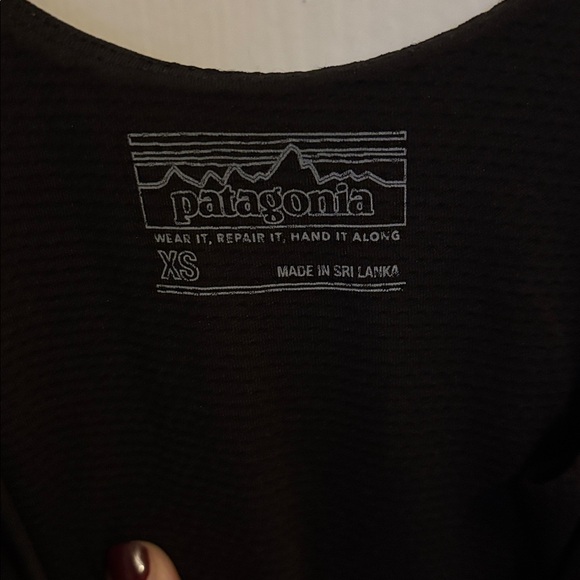 patagonia
WEAR IT, REPAIR IT, HAND IT ALONG
XS MADE IN SRI LANKA